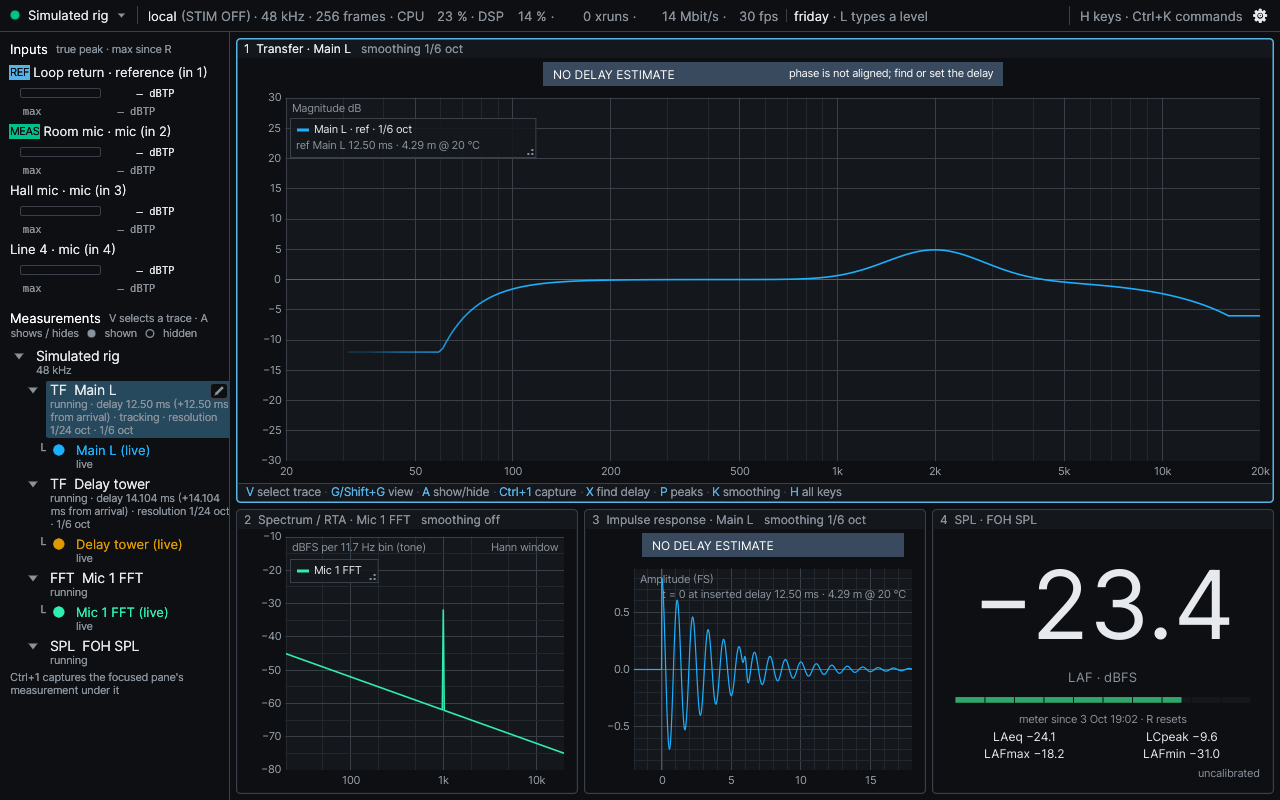 Simulated rig
local (STIM OFF) · 48 kHz · 256 frames · CPU 23 % · DSP 14 % · 0 xruns · 14 Mbit/s · 30 fps
friday · L types a level
H keys · Ctrl+K commands
Inputs true peak · max since R
REF Loop return · reference (in 1)
– dBTP
max – dBTP
MEAS Room mic · mic (in 2)
– dBTP
max – dBTP
Hall mic · mic (in 3)
– dBTP
max – dBTP
Line 4 · mic (in 4)
– dBTP
max – dBTP
Measurements V selects a trace · A
shows / hides shown hidden
Simulated rig
48 kHz
TF Main L
running · delay 12.50 ms (+12.50 ms
from arrival) · tracking · resolution
1/24 oct · 1/6 oct
Main L (live)
live
TF Delay tower
running · delay 14.104 ms (+14.104
ms from arrival) · resolution 1/24 oct
· 1/6 oct
Delay tower (live)
live
FFT Mic 1 FFT
running
Mic 1 FFT (live)
live
SPL FOH SPL
running
Ctrl+1 captures the focused pane's
measurement under it
1 Transfer · Main L smoothing 1/6 oct
NO DELAY ESTIMATE phase is not aligned; find or set the delay
Magnitude dB
Main L · ref · 1/6 oct
ref Main L 12.50 ms · 4.29 m @ 20 °C
30
25
20
15
10
5
0
−5
−10
−15
−20
−25
−30
20 50 100 200 500 1k 2k 5k 10k 20k
V select trace · G/Shift+G view · A show/hide · Ctrl+1 capture · X find delay · P peaks · K smoothing · H all keys
2 Spectrum / RTA · Mic 1 FFT smoothing off
dBFS per 11.7 Hz bin (tone) Hann window
Mic 1 FFT
−10
−20
−30
−40
−50
−60
−70
−80
100 1k 10k
3 Impulse response · Main L smoothing 1/6 oct
NO DELAY ESTIMATE
Amplitude (FS)
t = 0 at inserted delay 12.50 ms · 4.29 m @ 20 °C
0.5
0.0
−0.5
0 5 10 15
4 SPL · FOH SPL
−23.4
LAF · dBFS
meter since 3 Oct 19:02 · R resets
LAeq −24.1 LCpeak −9.6
LAFmax −18.2 LAFmin −31.0
uncalibrated